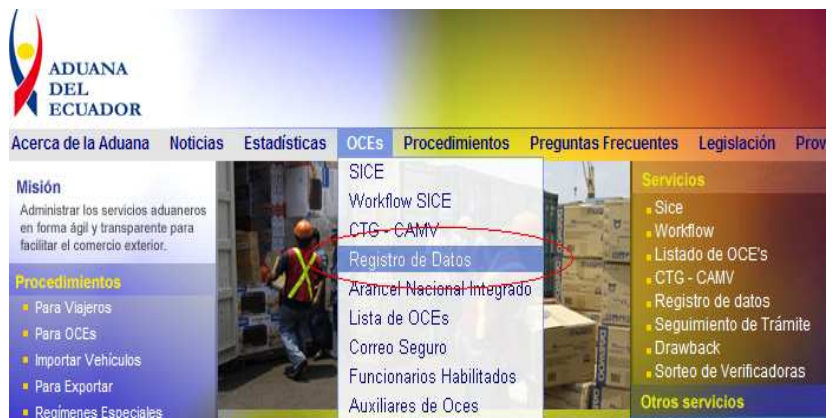 ADUANA
DEL
ECUADOR
Acerca de la Aduana Noticias Estadísticas OCEs Procedimientos Preguntas Frecuentes Legislación
Misión
Administrar los servicios aduaneros
en forma ágil y transparente para
facilitar el comercio exterior.
Procedimientos
Para Viajeros
Para OCEs
Importar Vehículos
Para Exportar
Regímenes Especiales
SICE
Workflow SICE
CTG - CAMV
Registro de Datos
Arancel Nacional Integrado
Lista de OCEs
Correo Seguro
Funcionarios Habilitados
Auxiliares de Oces
Servicios
Sice
Workflow
Listado de OCE's
CTG - CAMV
Registro de datos
Seguimiento de Trámite
Drawback
Sorteo de Verificadoras
Otros servicios